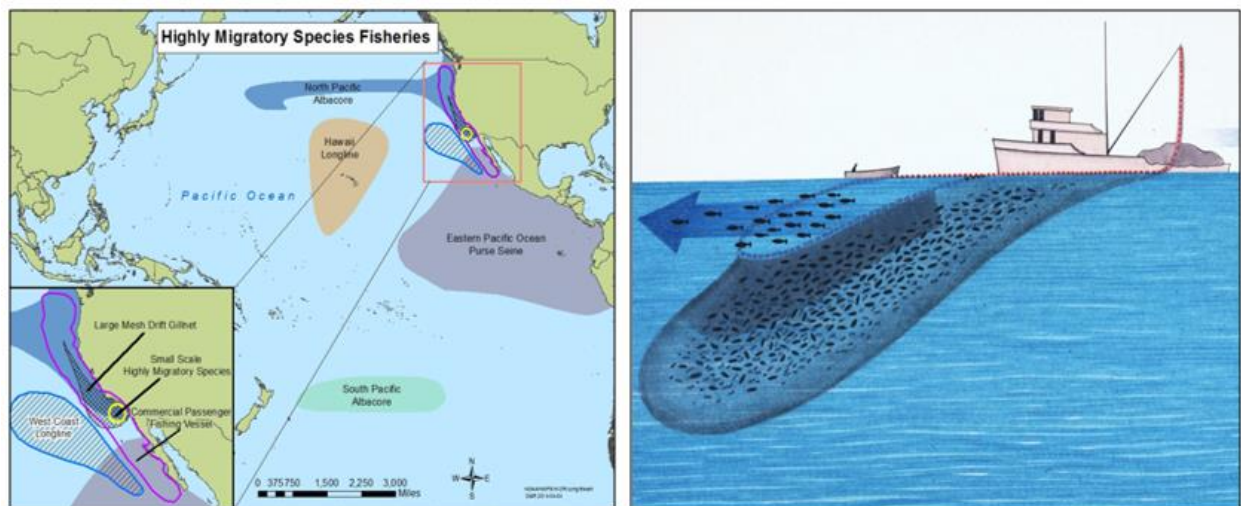 Highly Migratory Species Fisheries
North Pacific
Albacore
Hawaii
Longline
Pacific Ocean
Eastern Pacific Ocean
Purse Seine
Large Mesh Drift Gillnet
Small Scale
Highly Migratory Species
Commercial Passenger
Fishing Vessel
West Coast
Longline
South Pacific
Albacore
N
W E
S
0 375750 1,500 2,250 3,000
Miles